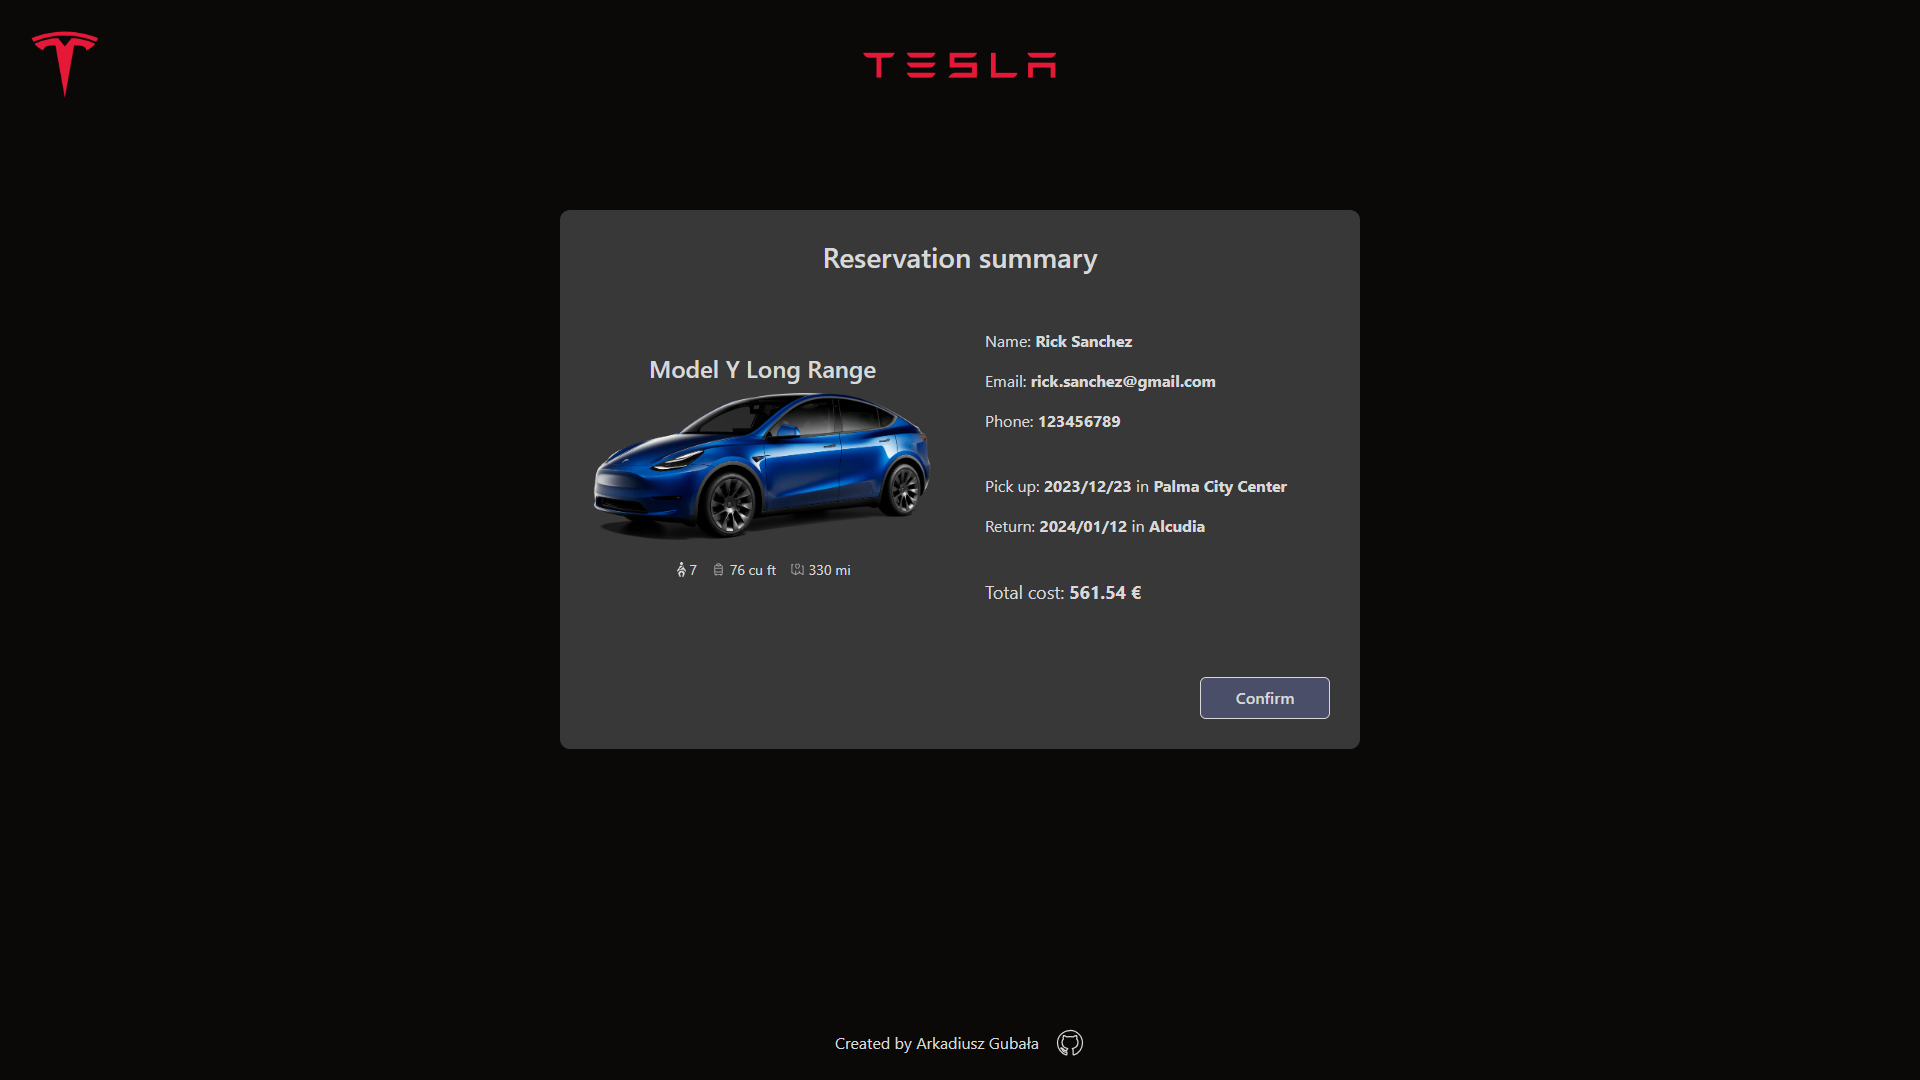 TESLA
Reservation summary
Model Y Long Range
7 76 cu ft 330 mi
Name: Rick Sanchez
Email: rick.sanchez@gmail.com
Phone: 123456789
Pick up: 2023/12/23 in Palma City Center
Return: 2024/01/12 in Alcudia
Total cost: 561.54 €
Confirm
Created by Arkadiusz Gubała